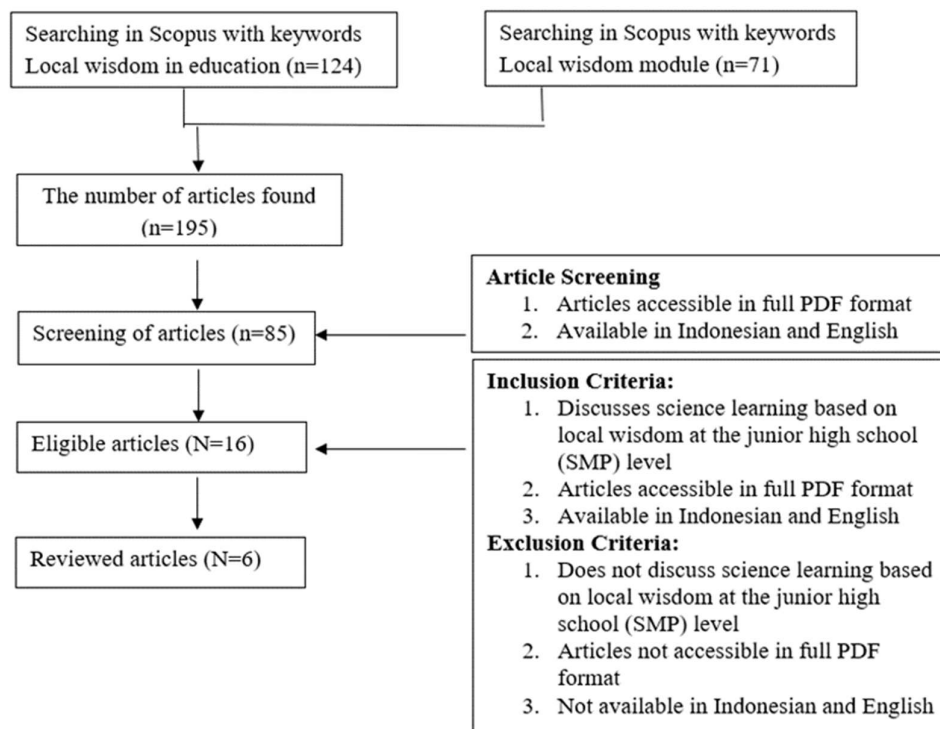 Searching in Scopus with keywords
Local wisdom in education (n=124)
Searching in Scopus with keywords
Local wisdom module (n=71)
The number of articles found
(n=195)
Article Screening
1. Articles accessible in full PDF format
2. Available in Indonesian and English
Screening of articles (n=85)
Inclusion Criteria:
1. Discusses science learning based
on local wisdom at the junior high
school (SMP) level
2. Articles accessible in full PDF format
3. Available in Indonesian and English
Exclusion Criteria:
1. Does not discuss science learning based
on local wisdom at the junior high
school (SMP) level
2. Articles not accessible in full PDF
format
3. Not available in Indonesian and English
Eligible articles (N=16)
Reviewed articles (N=6)